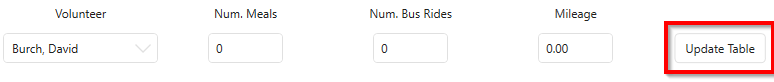 Volunteer Num. Meals Num. Bus Rides Mileage
Burch, David 0 0 0.00 Update Table